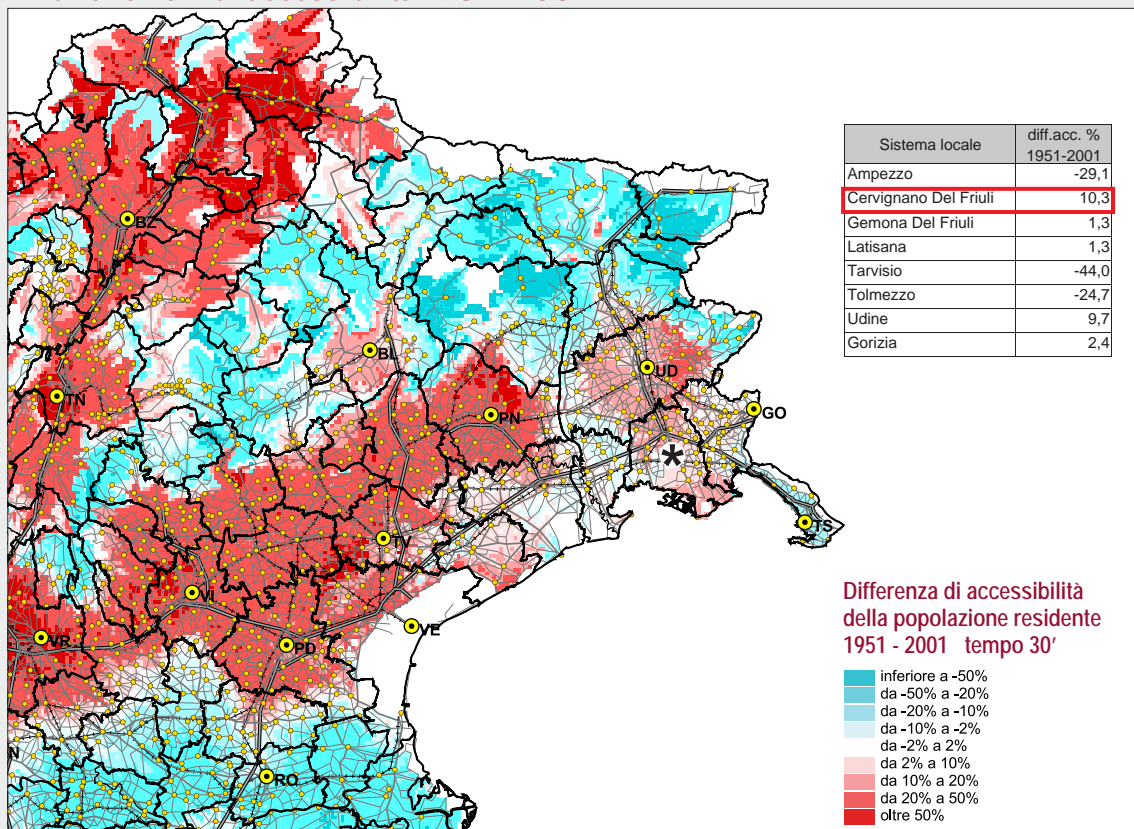 Sistema locale diff.acc. %
1951-2001
Ampezzo -29,1
Cervignano Del Friuli 10,3
Gemona Del Friuli 1,3
Latisana 1,3
Tarvisio -44,0
Tolmezzo -24,7
Udine 9,7
Gorizia 2,4
BZ
BL
UD
TN
PN
GO
*
TS
TV
VI
VE
VR
PD
N
RO
Differenza di accessibilità
della popolazione residente
1951 - 2001 tempo 30'
inferiore a -50%
da -50% a -20%
da -20% a -10%
da -10% a -2%
da -2% a 2%
da 2% a 10%
da 10% a 20%
da 20% a 50%
oltre 50%